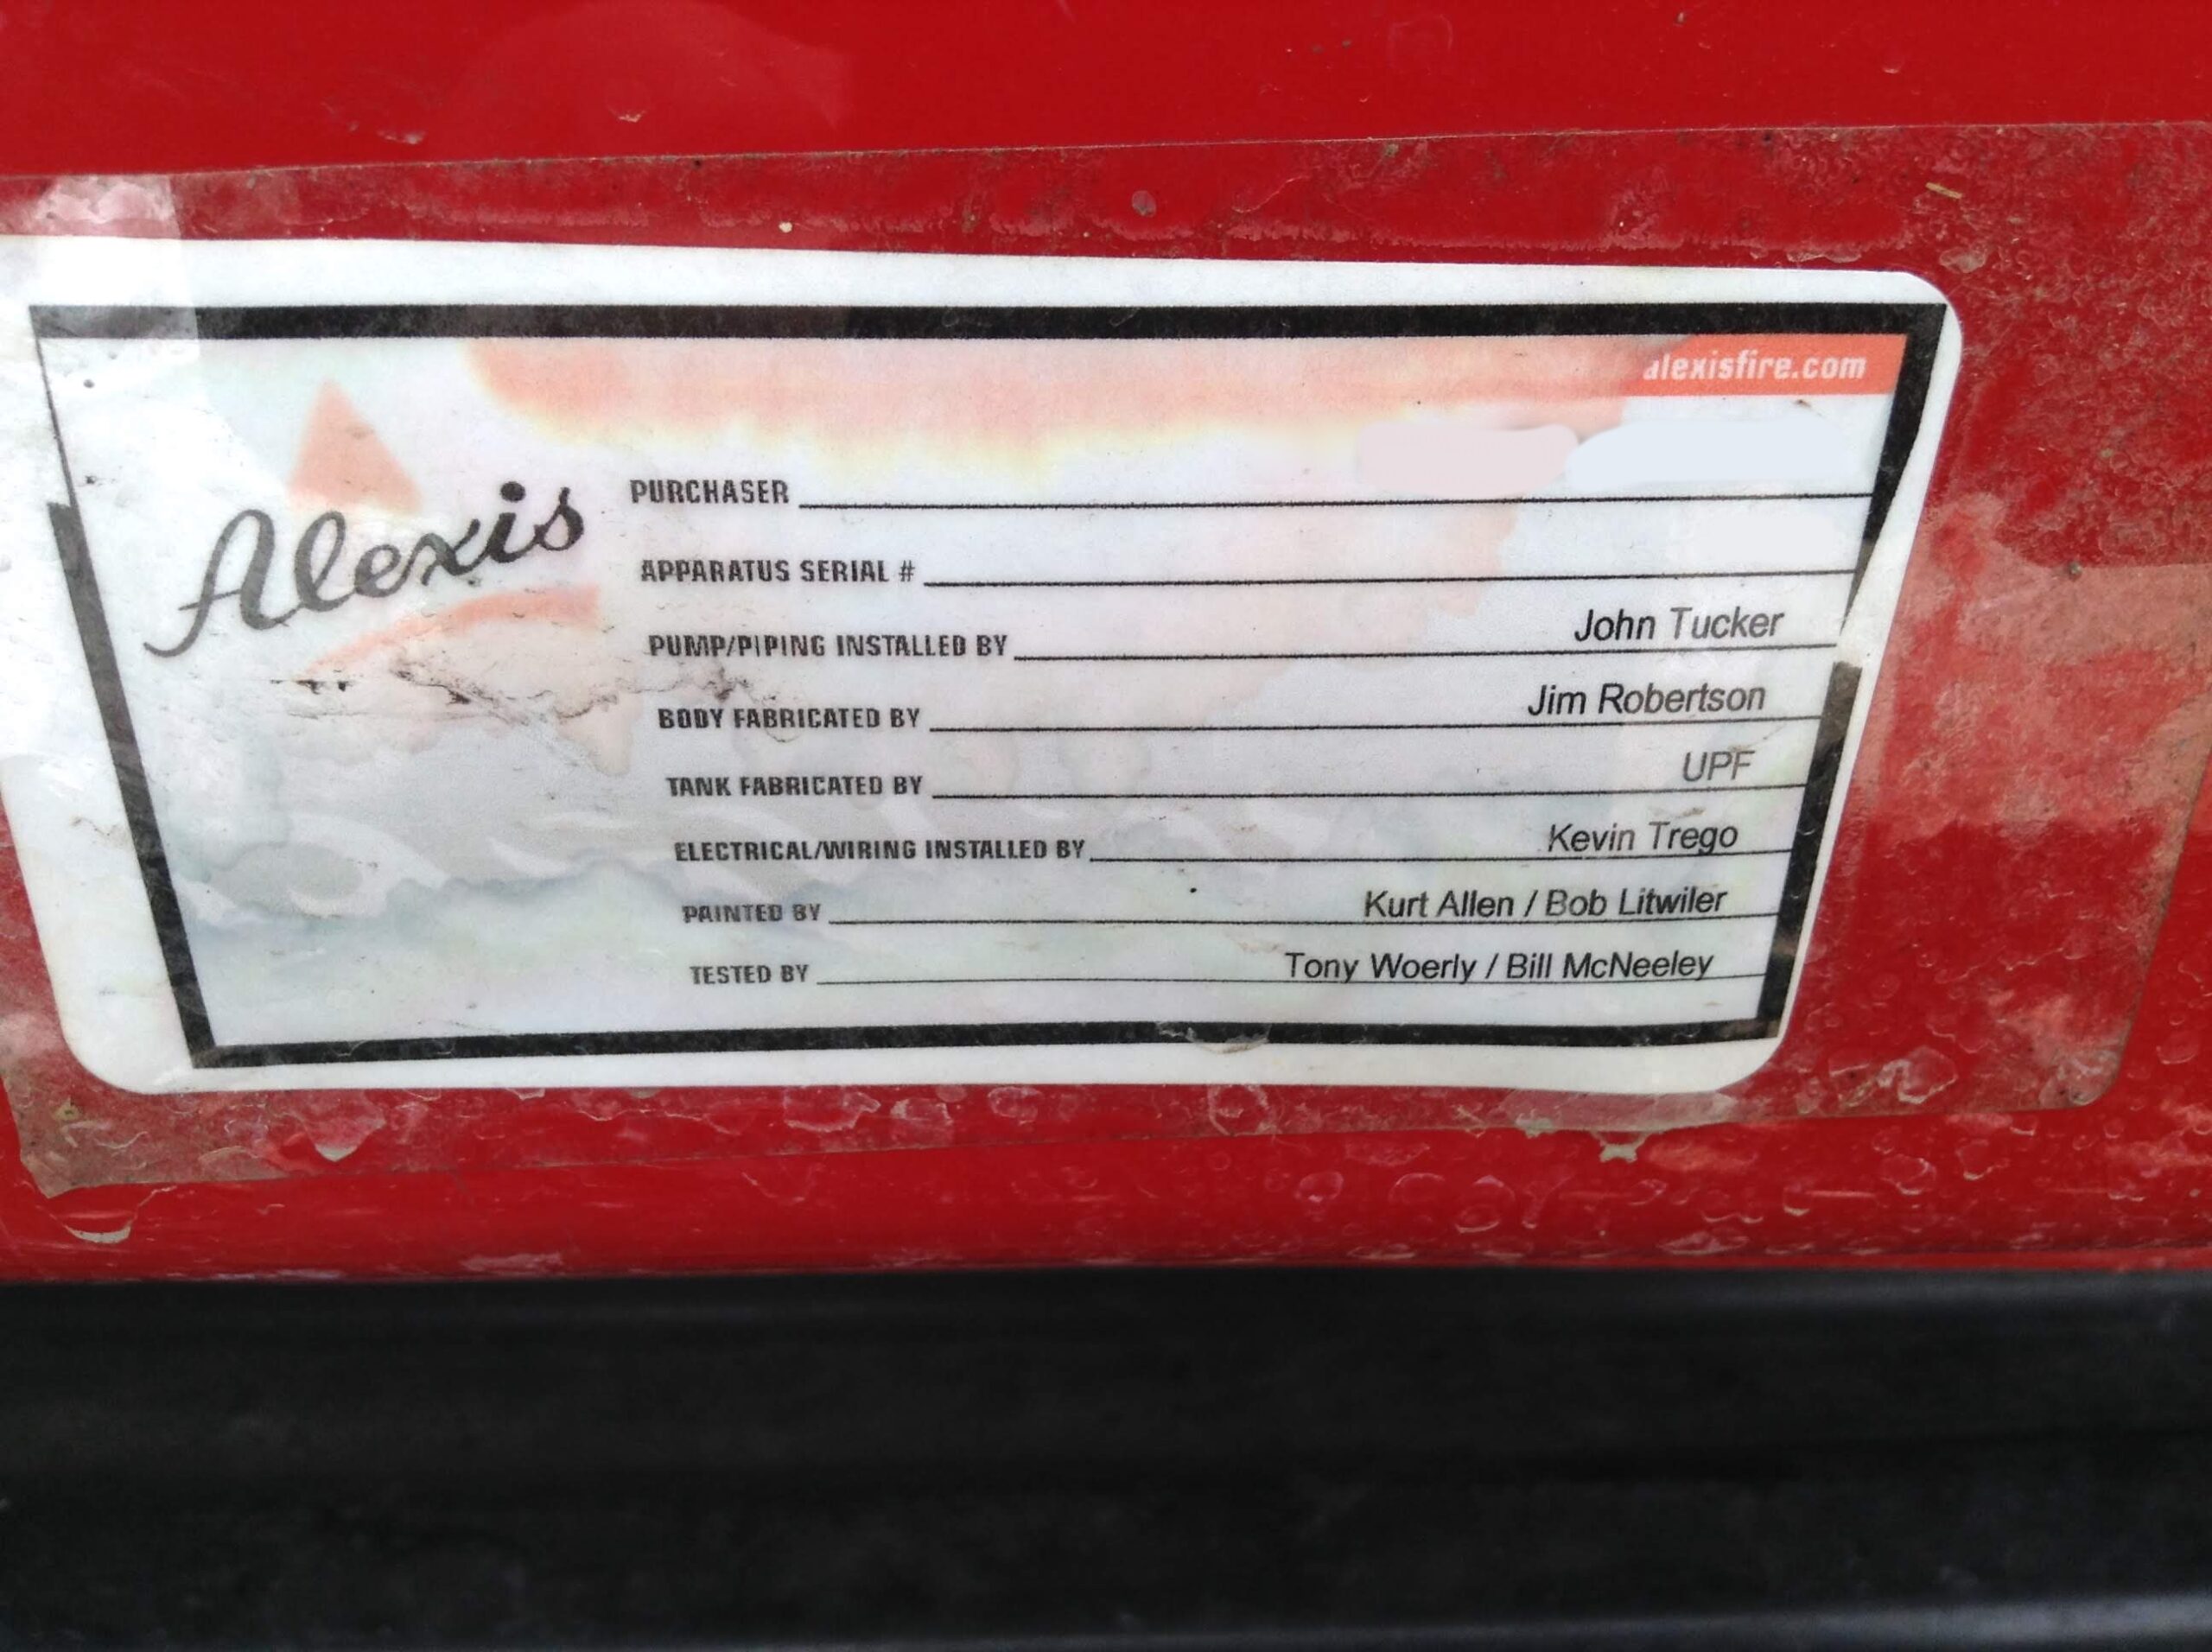 alexisfire.com
Alexis
PURCHASER
APPARATUS SERIAL #
PUMP/PIPING INSTALLED BY John Tucker
BODY FABRICATED BY Jim Robertson
TANK FABRICATED BY UPF
ELECTRICAL/WIRING INSTALLED BY Kevin Trego
PAINTED BY Kurt Allen / Bob Litwiler
TESTED BY Tony Woerly / Bill McNeeley